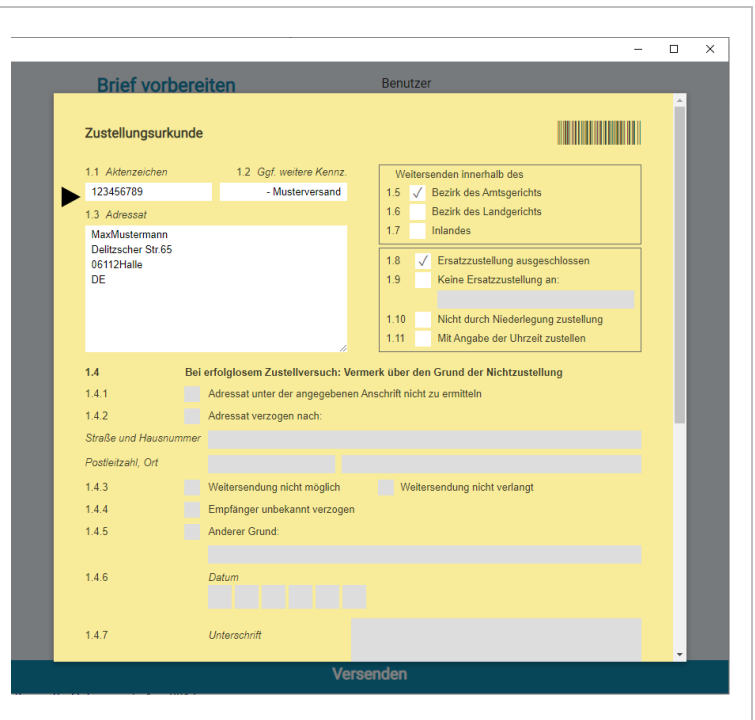 Brief vorbereiten
Benutzer
Zustellungsurkunde
1.1 Aktenzeichen
1.2 Ggf. weitere Kennz.
123456789
- Musterversand
1.3 Adressat
MaxMustermann
Delitzscher Str.65
06112Halle
DE
Weitersenden innerhalb des
1.5 ✓ Bezirk des Amtsgerichts
1.6 Bezirk des Landgerichts
1.7 Inlandes
1.8 ✓ Ersatzzustellung ausgeschlossen
1.9 Keine Ersatzzustellung an:
1.10 Nicht durch Niederlegung zustellung
1.11 Mit Angabe der Uhrzeit zustellen
1.4 Bei erfolglosem Zustellversuch: Vermerk über den Grund der Nichtzustellung
1.4.1 Adressat unter der angegebenen Anschrift nicht zu ermitteln
1.4.2 Adressat verzogen nach:
Straße und Hausnummer
Postleitzahl, Ort
1.4.3 Weitersendung nicht möglich Weitersendung nicht verlangt
1.4.4 Empfänger unbekannt verzogen
1.4.5 Anderer Grund:
1.4.6 Datum
1.4.7 Unterschrift
Versenden